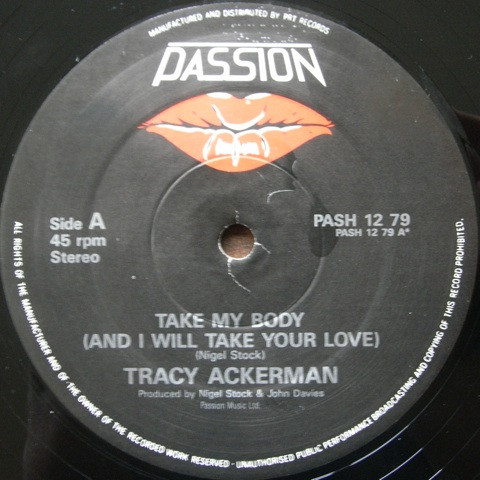 MANUFACTURED AND DISTRIBUTED BY PRT RECORDS
PASSION
Side A
45 rpm
Stereo
PASH 12 79
PASH 12 79 A*
TAKE MY BODY
(AND I WILL TAKE YOUR LOVE)
(Nigel Stock)
TRACY ACKERMAN
Produced by Nigel Stock & John Davies
Passion Music Ltd
ALL RIGHTS OF THE MANUFACTURER AND OF THE OWNER OF THE RECORDED WORK RESERVED - UNAUTHORISED PUBLIC PERFORMANCE BROADCASTING AND COPYING OF THIS RECORD PROHIBITED.